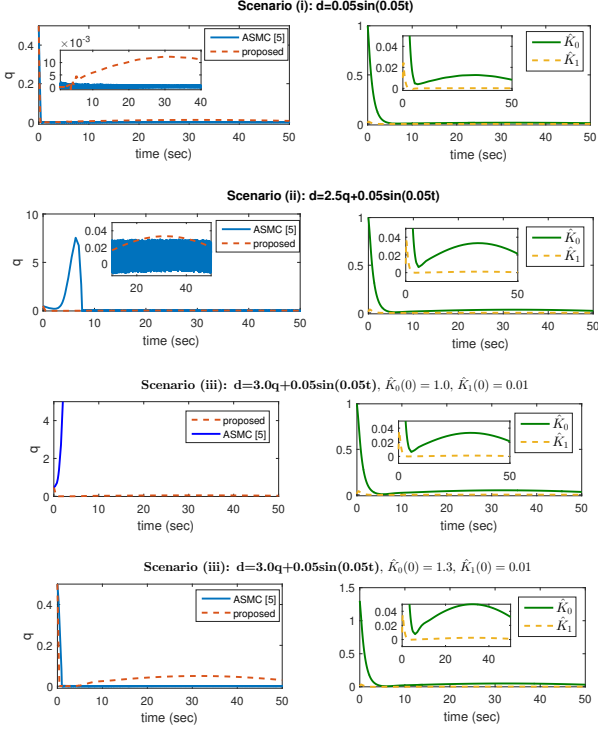 Scenario (i): d=0.05sin(0.05t)
q
0.4
0.2
0
×10⁻³
10
5
0
10 20 30 40
ASMC [5]
proposed
0 10 20 30 40 50
time (sec)
1
0.5
0
0.04
0.02
0
0 50
K̂₀
K̂₁
0 10 20 30 40 50
time (sec)
Scenario (ii): d=2.5q+0.05sin(0.05t)
q
10
5
0
0.04
0.02
0
20 40
ASMC [5]
proposed
0 10 20 30 40 50
time (sec)
1
0.5
0
0.04
0.02
0
0 50
K̂₀
K̂₁
0 10 20 30 40 50
time (sec)
Scenario (iii): d=3.0q+0.05sin(0.05t), K̂₀(0) = 1.0, K̂₁(0) = 0.01
q
4
2
0
proposed
ASMC [5]
0 10 20 30 40 50
time (sec)
1
0.5
0
0.04
0.02
0
0 50
K̂₀
K̂₁
0 10 20 30 40 50
time (sec)
Scenario (iii): d=3.0q+0.05sin(0.05t), K̂₀(0) = 1.3, K̂₁(0) = 0.01
q
0.4
0.2
0
ASMC [5]
proposed
0 10 20 30 40 50
time (sec)
1.5
1
0.5
0
0.04
0.02
0
0 20 40
K̂₀
K̂₁
0 10 20 30 40 50
time (sec)